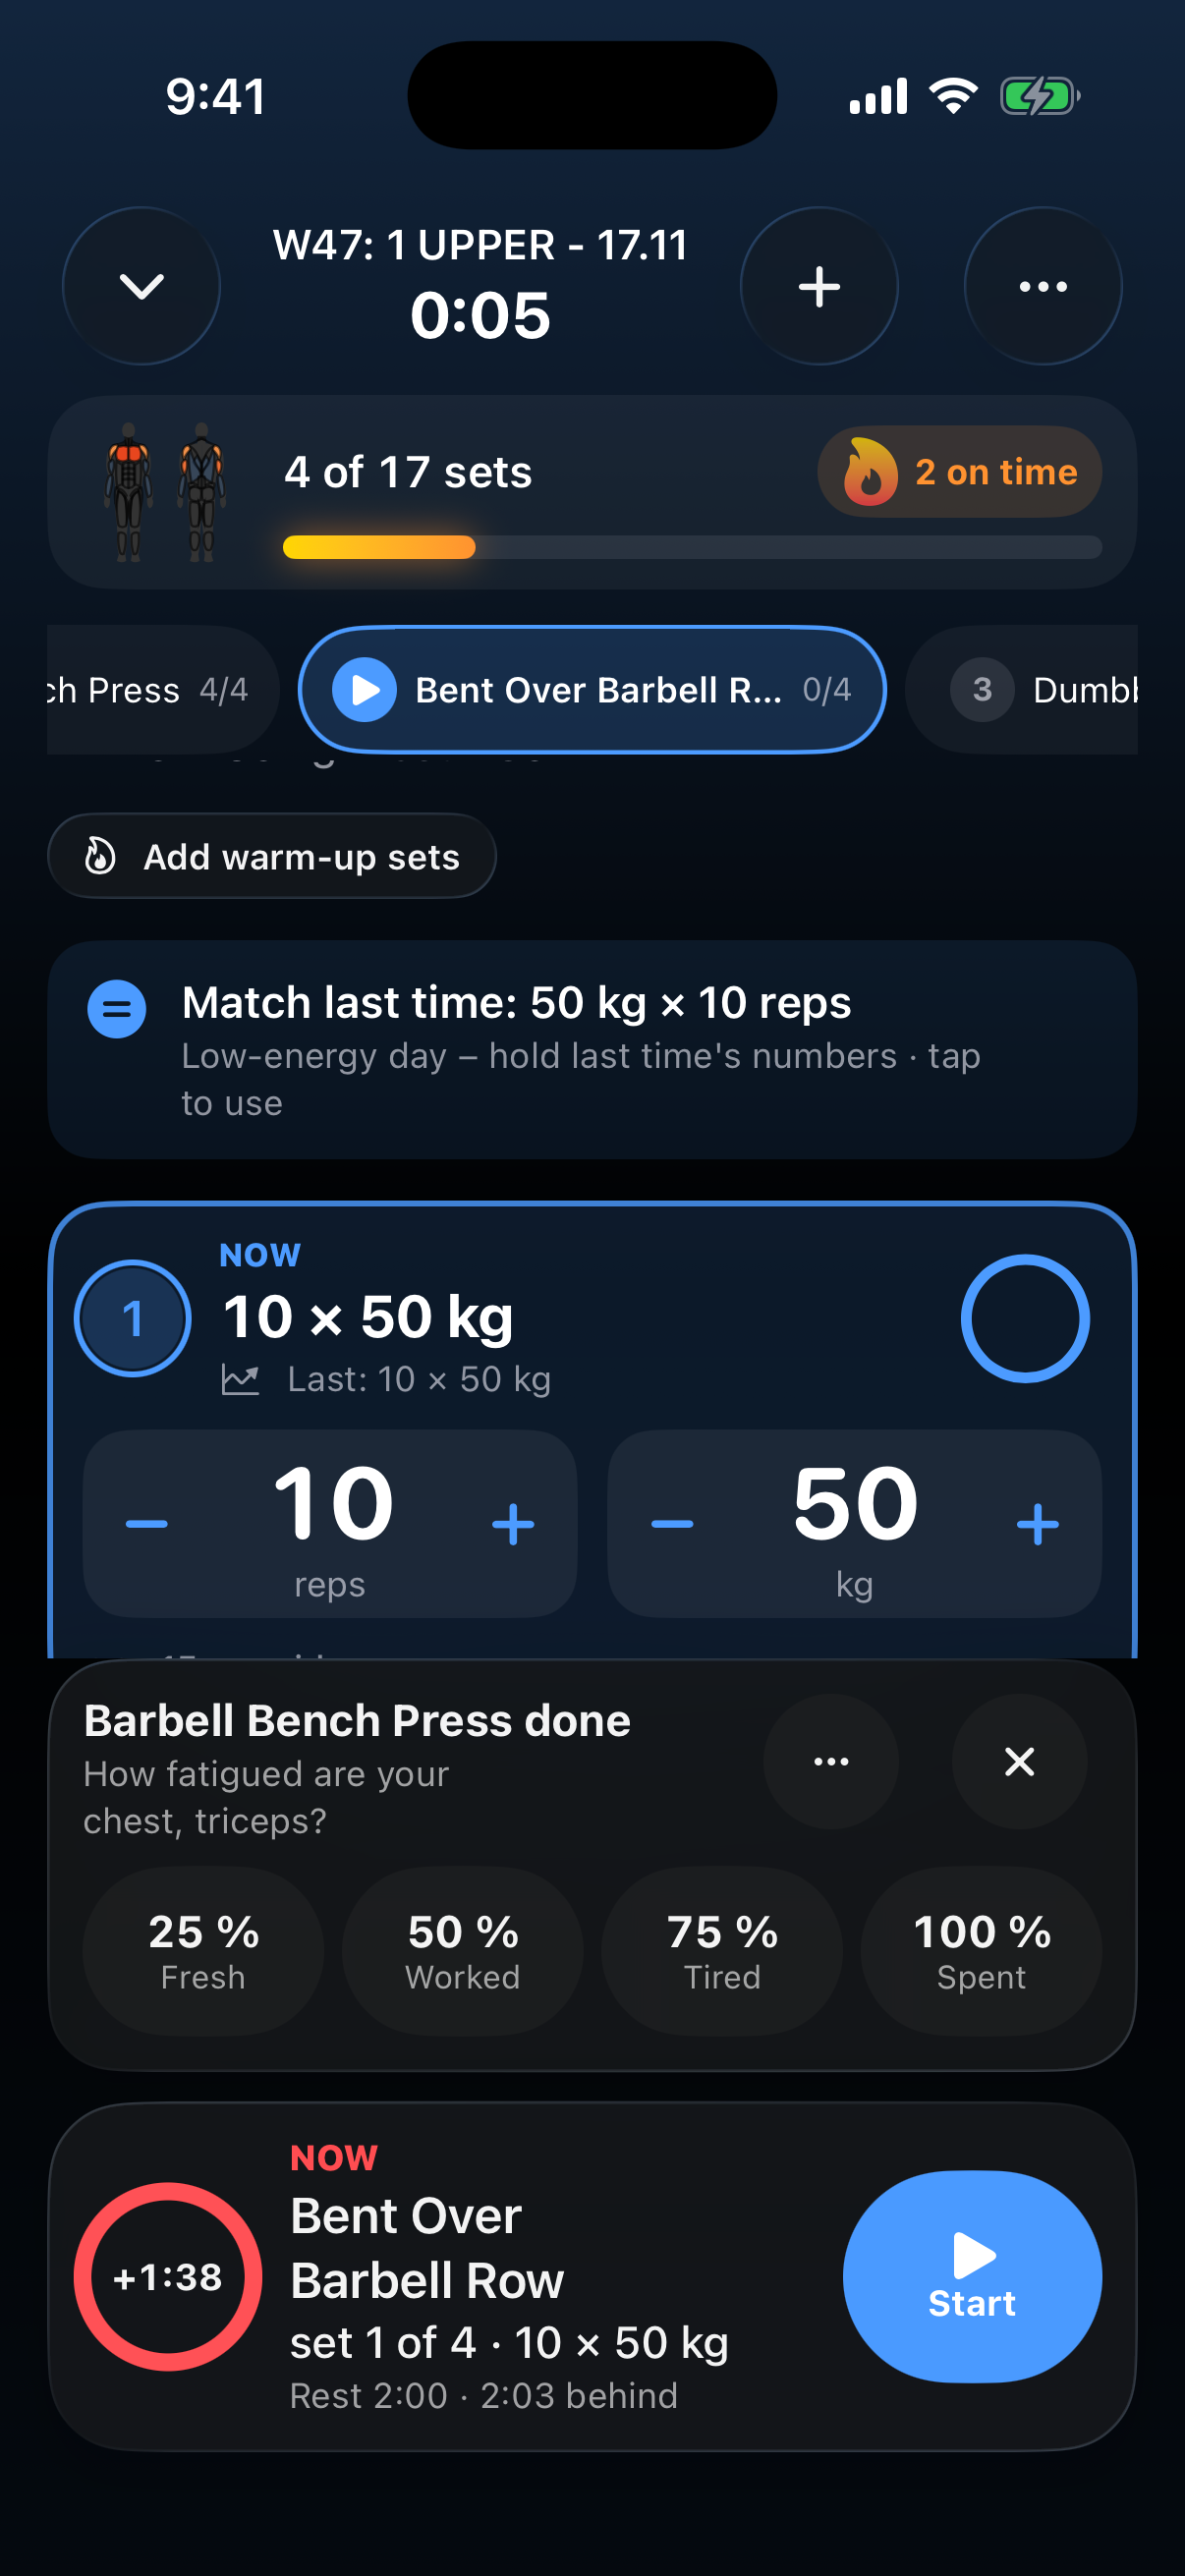 9:41
W47: 1 UPPER - 17.11
0:05
4 of 17 sets
2 on time
ch Press 4/4
Bent Over Barbell R... 0/4
3 Dumb
Add warm-up sets
Match last time: 50 kg × 10 reps
Low-energy day – hold last time's numbers · tap
to use
NOW
1
10 × 50 kg
Last: 10 × 50 kg
10
reps
50
kg
Barbell Bench Press done
How fatigued are your
chest, triceps?
25 %
Fresh
50 %
Worked
75 %
Tired
100 %
Spent
NOW
+1:38
Bent Over
Barbell Row
set 1 of 4 · 10 × 50 kg
Rest 2:00 · 2:03 behind
Start